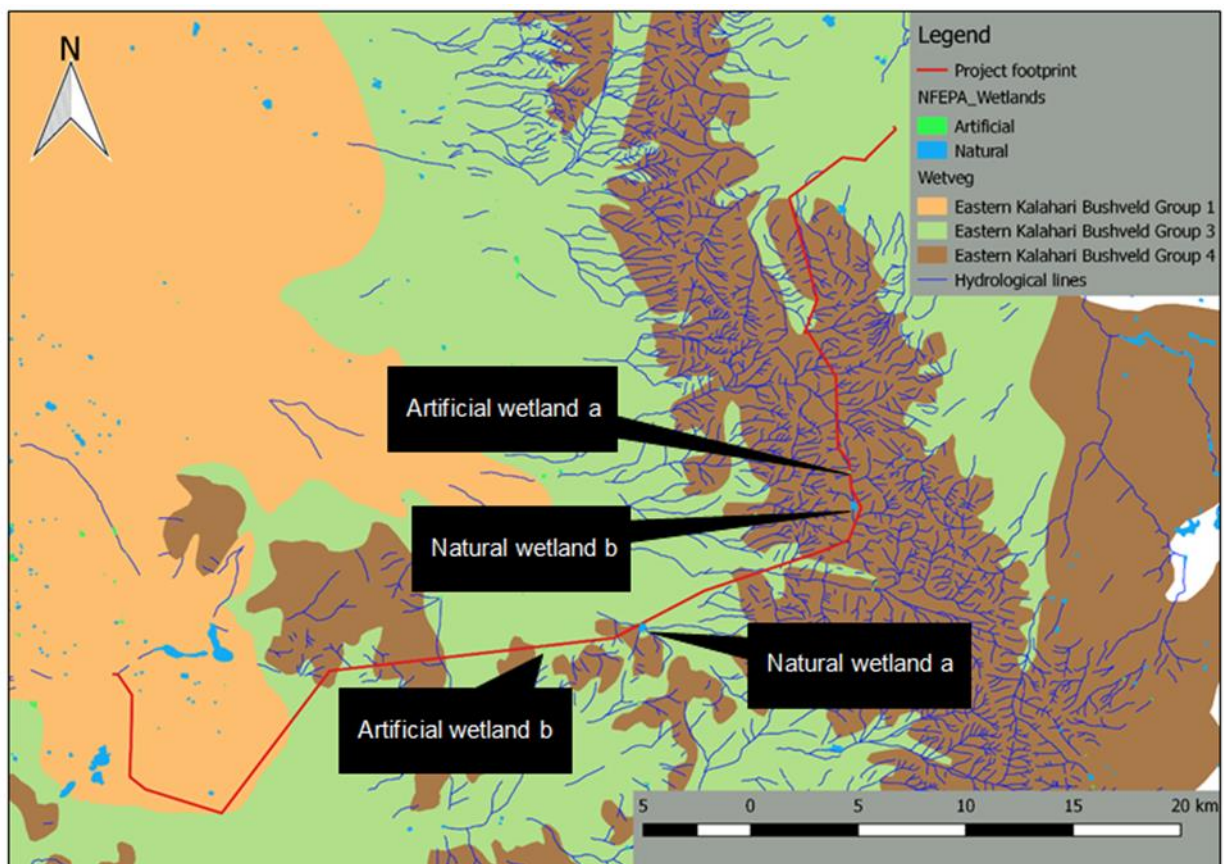 N
Legend
Project footprint
NFEPA_Wetlands
Artificial
Natural
Wetveg
Eastern Kalahari Bushveld Group 1
Eastern Kalahari Bushveld Group 3
Eastern Kalahari Bushveld Group 4
Hydrological lines
Artificial wetland a
Natural wetland b
Natural wetland a
Artificial wetland b
5 0 5 10 15 20 km